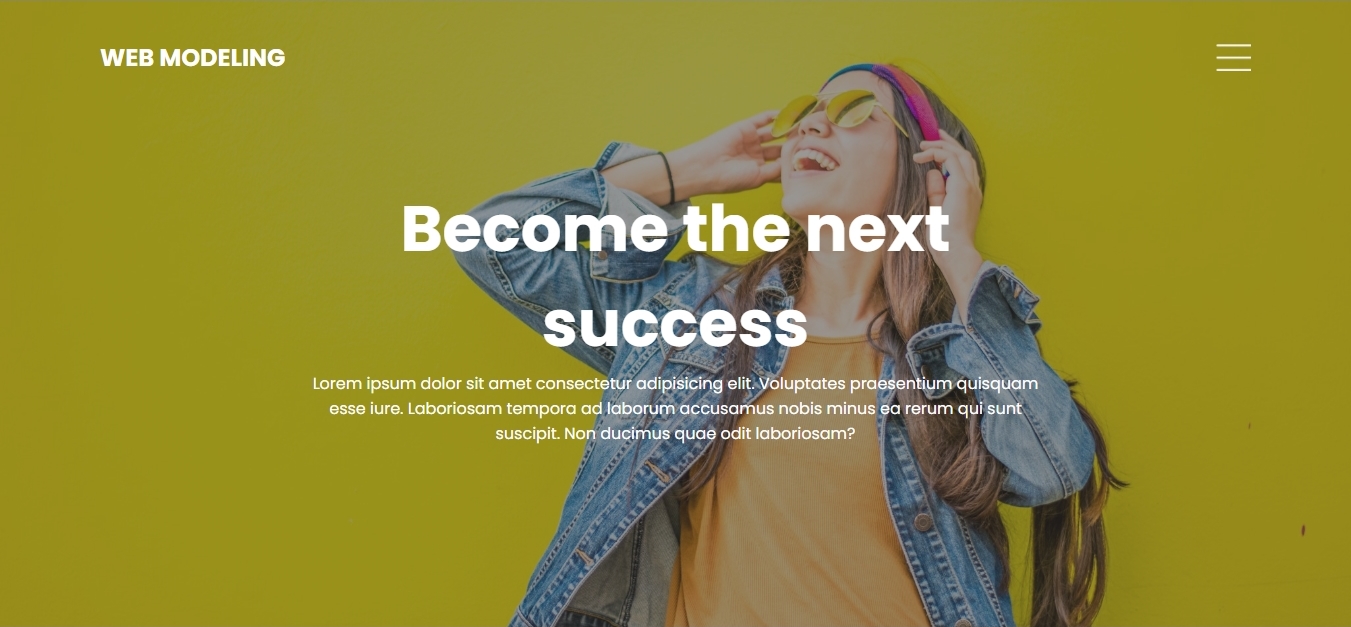 WEB MODELING
Become the next
success
Lorem ipsum dolor sit amet consectetur adipisicing elit. Voluptates praesentium quisquam
esse iure. Laboriosam tempora ad laborum accusamus nobis minus ea rerum qui sunt
suscipit. Non ducimus quae odit laboriosam?